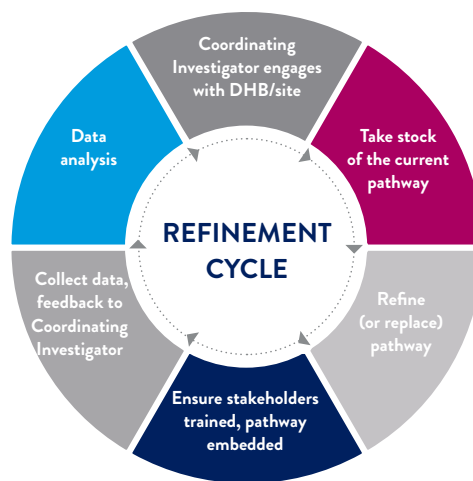 Coordinating
Investigator engages
with DHB/site
Take stock
of the current
pathway
Refine
(or replace)
pathway
Ensure stakeholders
trained, pathway
embedded
Collect data,
feedback to
Coordinating
Investigator
Data
analysis
REFINEMENT
CYCLE